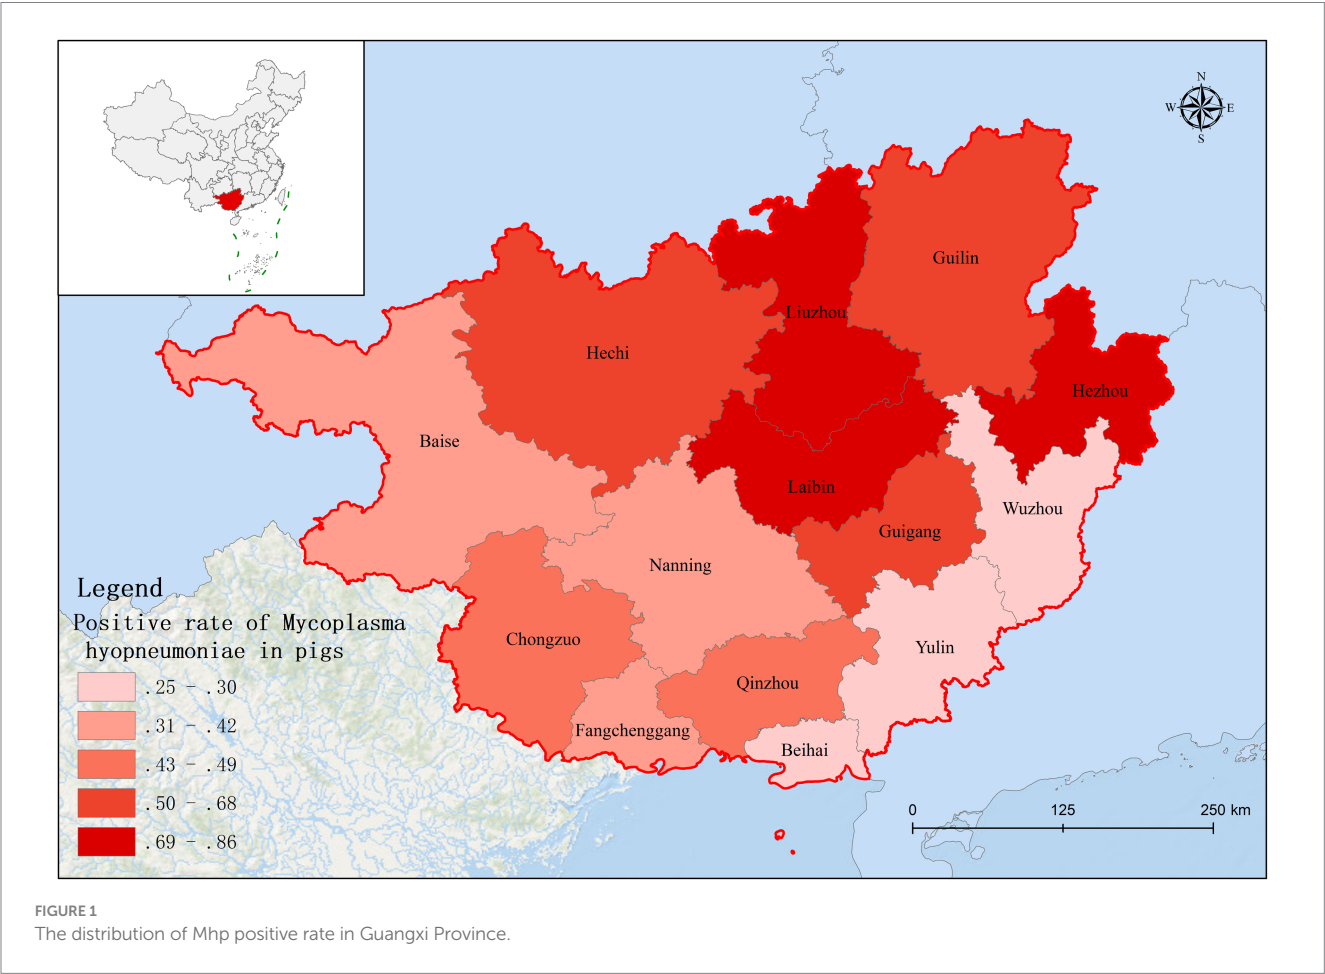 N
W E
S
Guilin
Liuzhou
Hechi
Hezhou
Baise
Laibin
Wuzhou
Guigang
Nanning
Chongzuo
Yulin
Qinzhou
Fangchenggang
Beihai
Legend
Positive rate of Mycoplasma
hyopneumoniae in pigs
.25 - .30
.31 - .42
.43 - .49
.50 - .68
.69 - .86
0 125 250 km
FIGURE 1
The distribution of Mhp positive rate in Guangxi Province.